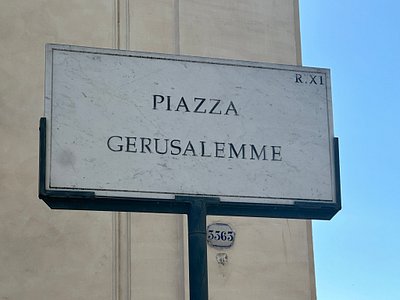 R.XI
PIAZZA
GERUSALEMME
3363